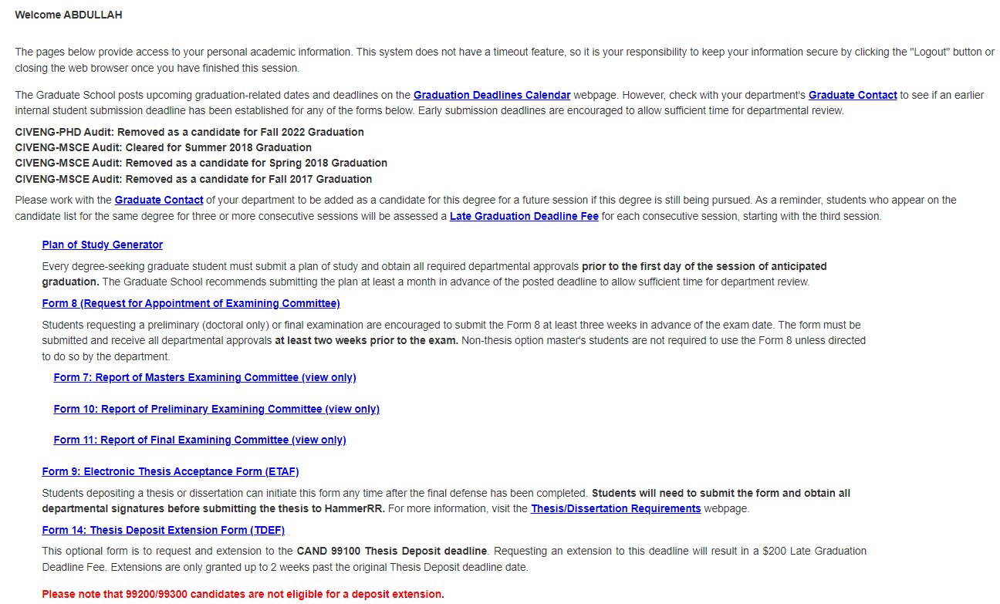 Welcome ABDULLAH
The pages below provide access to your personal academic information. This system does not have a timeout feature, so it is your responsibility to keep your information secure by clicking the "Logout" button or
closing the web browser once you have finished this session.
The Graduate School posts upcoming graduation-related dates and deadlines on the Graduation Deadlines Calendar webpage. However, check with your department's Graduate Contact to see if an earlier
internal student submission deadline has been established for any of the forms below. Early submission deadlines are encouraged to allow sufficient time for departmental review.
CIVENG-PHD Audit: Removed as a candidate for Fall 2022 Graduation
CIVENG-MSCE Audit: Cleared for Summer 2018 Graduation
CIVENG-MSCE Audit: Removed as a candidate for Spring 2018 Graduation
CIVENG-MSCE Audit: Removed as a candidate for Fall 2017 Graduation
Please work with the Graduate Contact of your department to be added as a candidate for this degree for a future session if this degree is still being pursued. As a reminder, students who appear on the
candidate list for the same degree for three or more consecutive sessions will be assessed a Late Graduation Deadline Fee for each consecutive session, starting with the third session.
Plan of Study Generator
Every degree-seeking graduate student must submit a plan of study and obtain all required departmental approvals prior to the first day of the session of anticipated
graduation. The Graduate School recommends submitting the plan at least a month in advance of the posted deadline to allow sufficient time for department review.
Form 8 (Request for Appointment of Examining Committee)
Students requesting a preliminary (doctoral only) or final examination are encouraged to submit the Form 8 at least three weeks in advance of the exam date. The form must be
submitted and receive all departmental approvals at least two weeks prior to the exam. Non-thesis option master's students are not required to use the Form 8 unless directed
to do so by the department.
Form 7: Report of Masters Examining Committee (view only)
Form 10: Report of Preliminary Examining Committee (view only)
Form 11: Report of Final Examining Committee (view only)
Form 9: Electronic Thesis Acceptance Form (ETAF)
Students depositing a thesis or dissertation can initiate this form any time after the final defense has been completed. Students will need to submit the form and obtain all
departmental signatures before submitting the thesis to HammerRR. For more information, visit the Thesis/Dissertation Requirements webpage.
Form 14: Thesis Deposit Extension Form (TDEF)
This optional form is to request and extension to the CAND 99100 Thesis Deposit deadline. Requesting an extension to this deadline will result in a $200 Late Graduation
Deadline Fee. Extensions are only granted up to 2 weeks past the original Thesis Deposit deadline date.
Please note that 99200/99300 candidates are not eligible for a deposit extension.